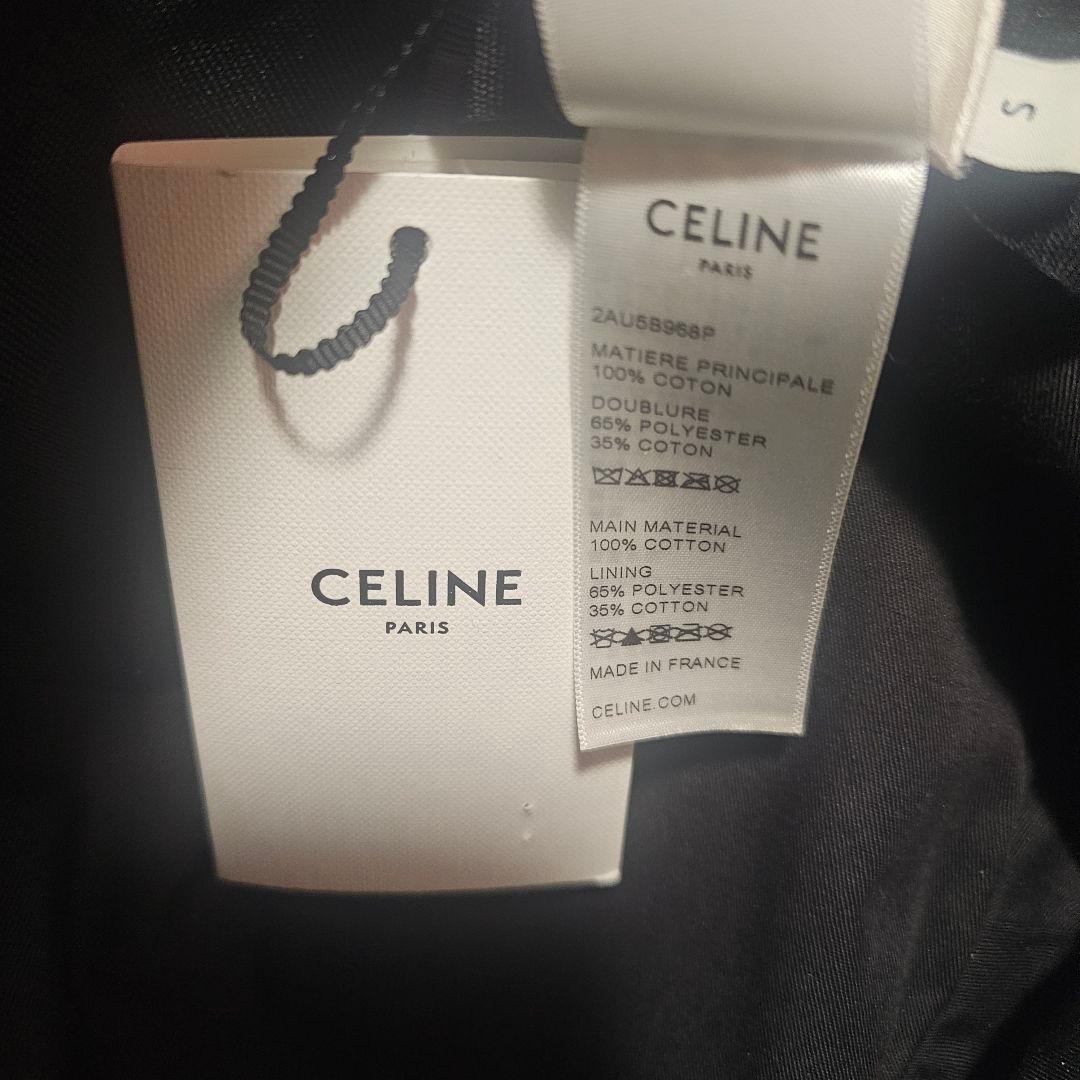 CELINE
PARIS
CELINE
PARIS
2AU5B968P
MATIERE PRINCIPALE
100% COTON
DOUBLURE
65% POLYESTER
35% COTON
MAIN MATERIAL
100% COTTON
LINING
65% POLYESTER
35% COTTON
MADE IN FRANCE
CELINE.COM
S